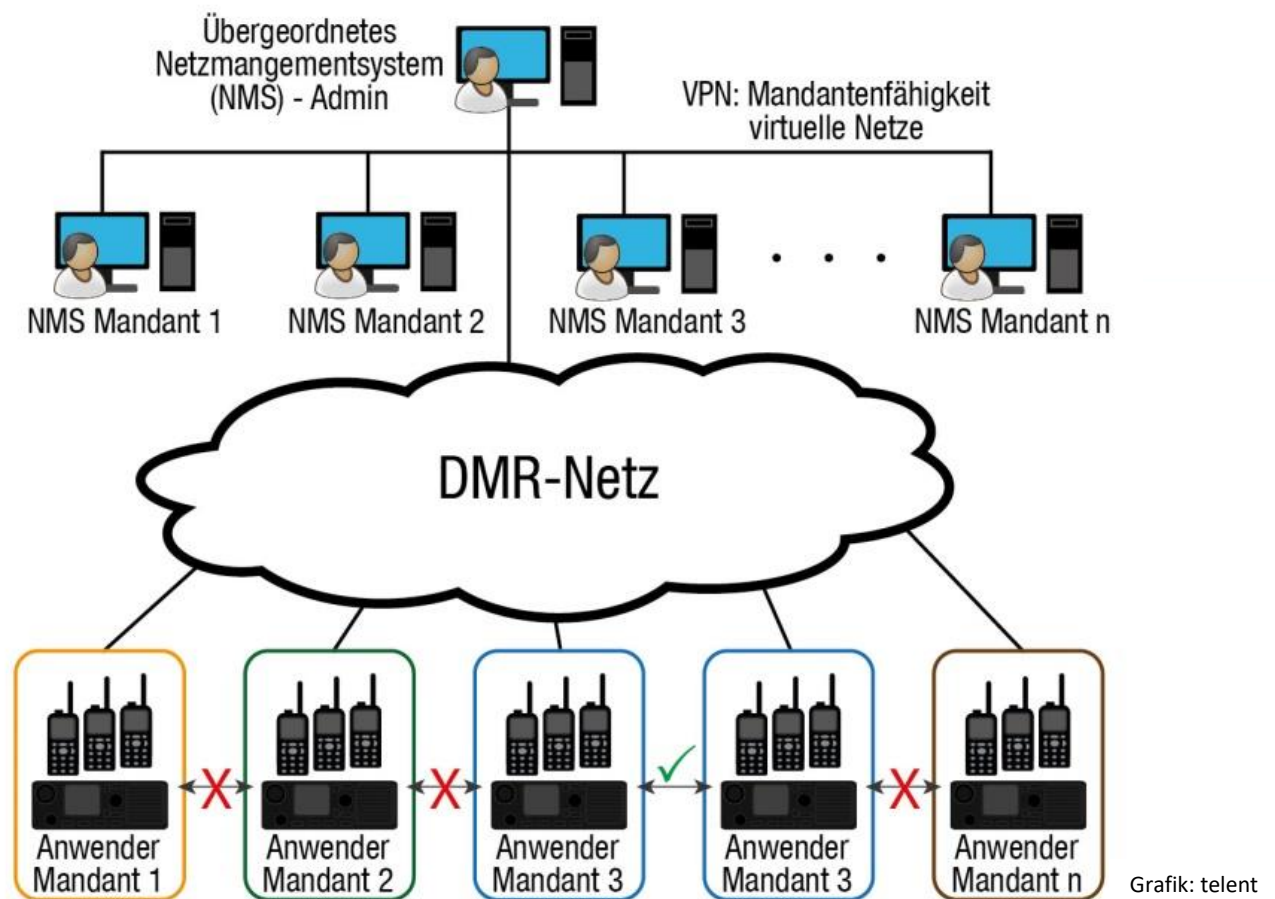 Übergeordnetes
Netzmangementsystem
(NMS) - Admin
VPN: Mandantenfähigkeit
virtuelle Netze
NMS Mandant 1
NMS Mandant 2
NMS Mandant 3
. . .
NMS Mandant n
DMR-Netz
X
X
✓
X
Anwender
Mandant 1
Anwender
Mandant 2
Anwender
Mandant 3
Anwender
Mandant 3
Anwender
Mandant n
Grafik: telent